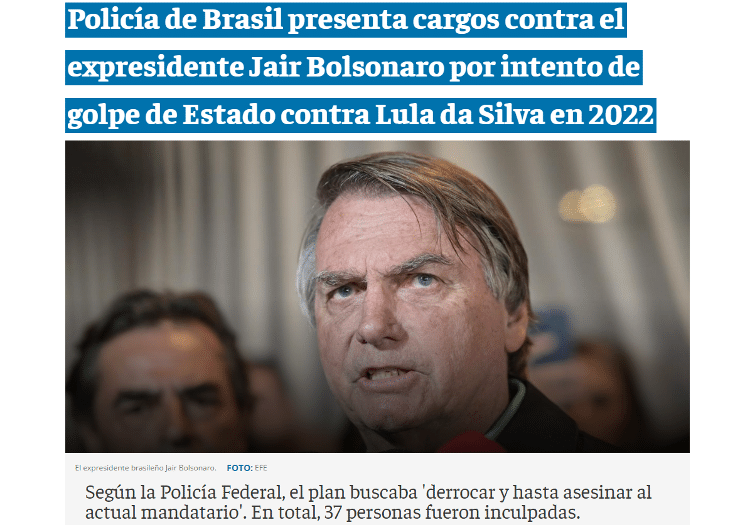 Policía de Brasil presenta cargos contra el
expresidente Jair Bolsonaro por intento de
golpe de Estado contra Lula da Silva en 2022
El expresidente brasileño Jair Bolsonaro. FOTO: EFE
Según la Policía Federal, el plan buscaba 'derrocar y hasta asesinar al
actual mandatario'. En total, 37 personas fueron inculpadas.